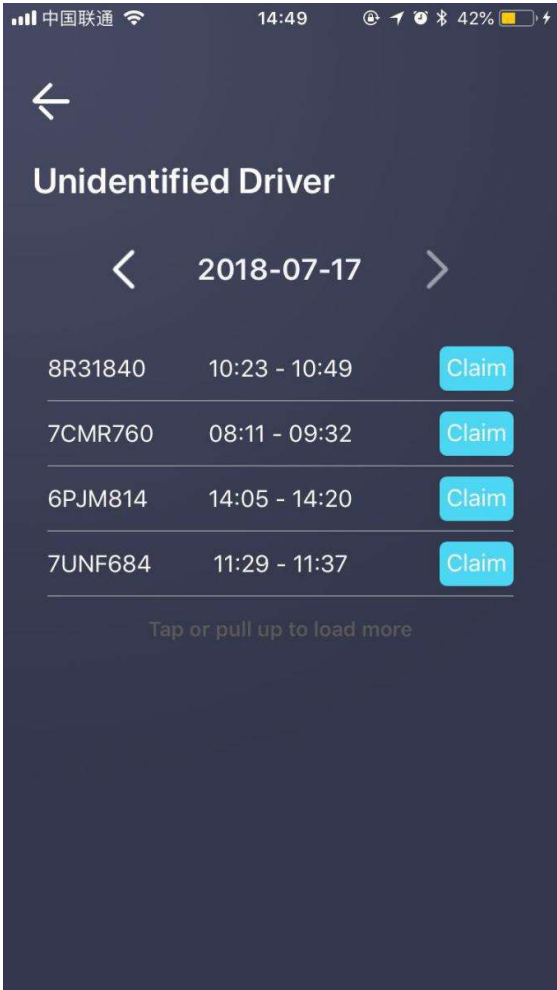 中国联通 14:49 42%
Unidentified Driver
2018-07-17
8R31840 10:23 - 10:49 Claim
7CMR760 08:11 - 09:32 Claim
6PJM814 14:05 - 14:20 Claim
7UNF684 11:29 - 11:37 Claim
Tap or pull up to load more